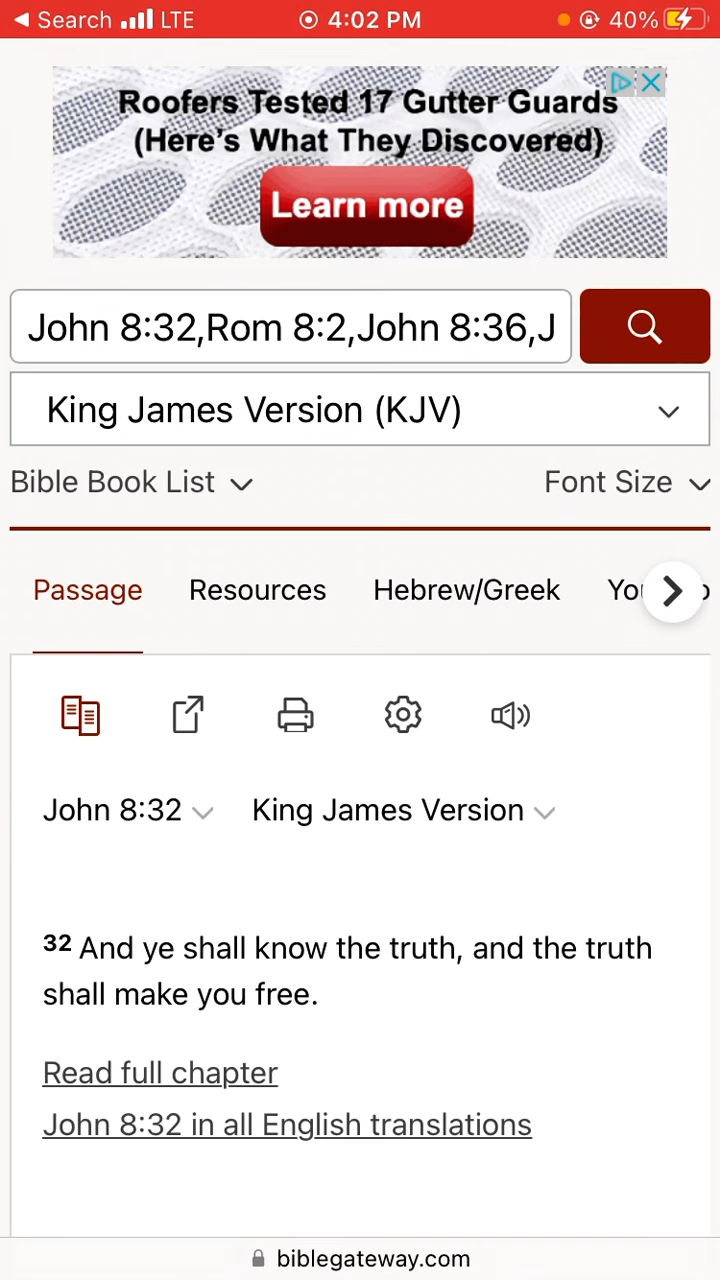 Search LTE 4:02 PM 40%
Roofers Tested 17 Gutter Guards
(Here's What They Discovered)
Learn more
John 8:32,Rom 8:2,John 8:36,J
King James Version (KJV)
Bible Book List Font Size
Passage Resources Hebrew/Greek
John 8:32 King James Version
32 And ye shall know the truth, and the truth
shall make you free.
Read full chapter
John 8:32 in all English translations
biblegateway.com